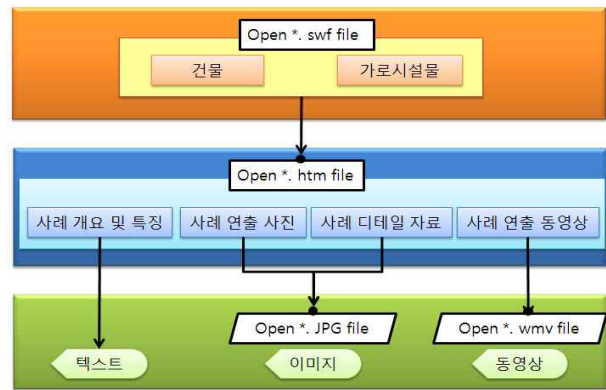 Open *. swf file
건물
가로시설물
Open *. htm file
사례 개요 및 특징
사례 연출 사진
사례 디테일 자료
사례 연출 동영상
Open *. JPG file
Open *. wmv file
텍스트
이미지
동영상